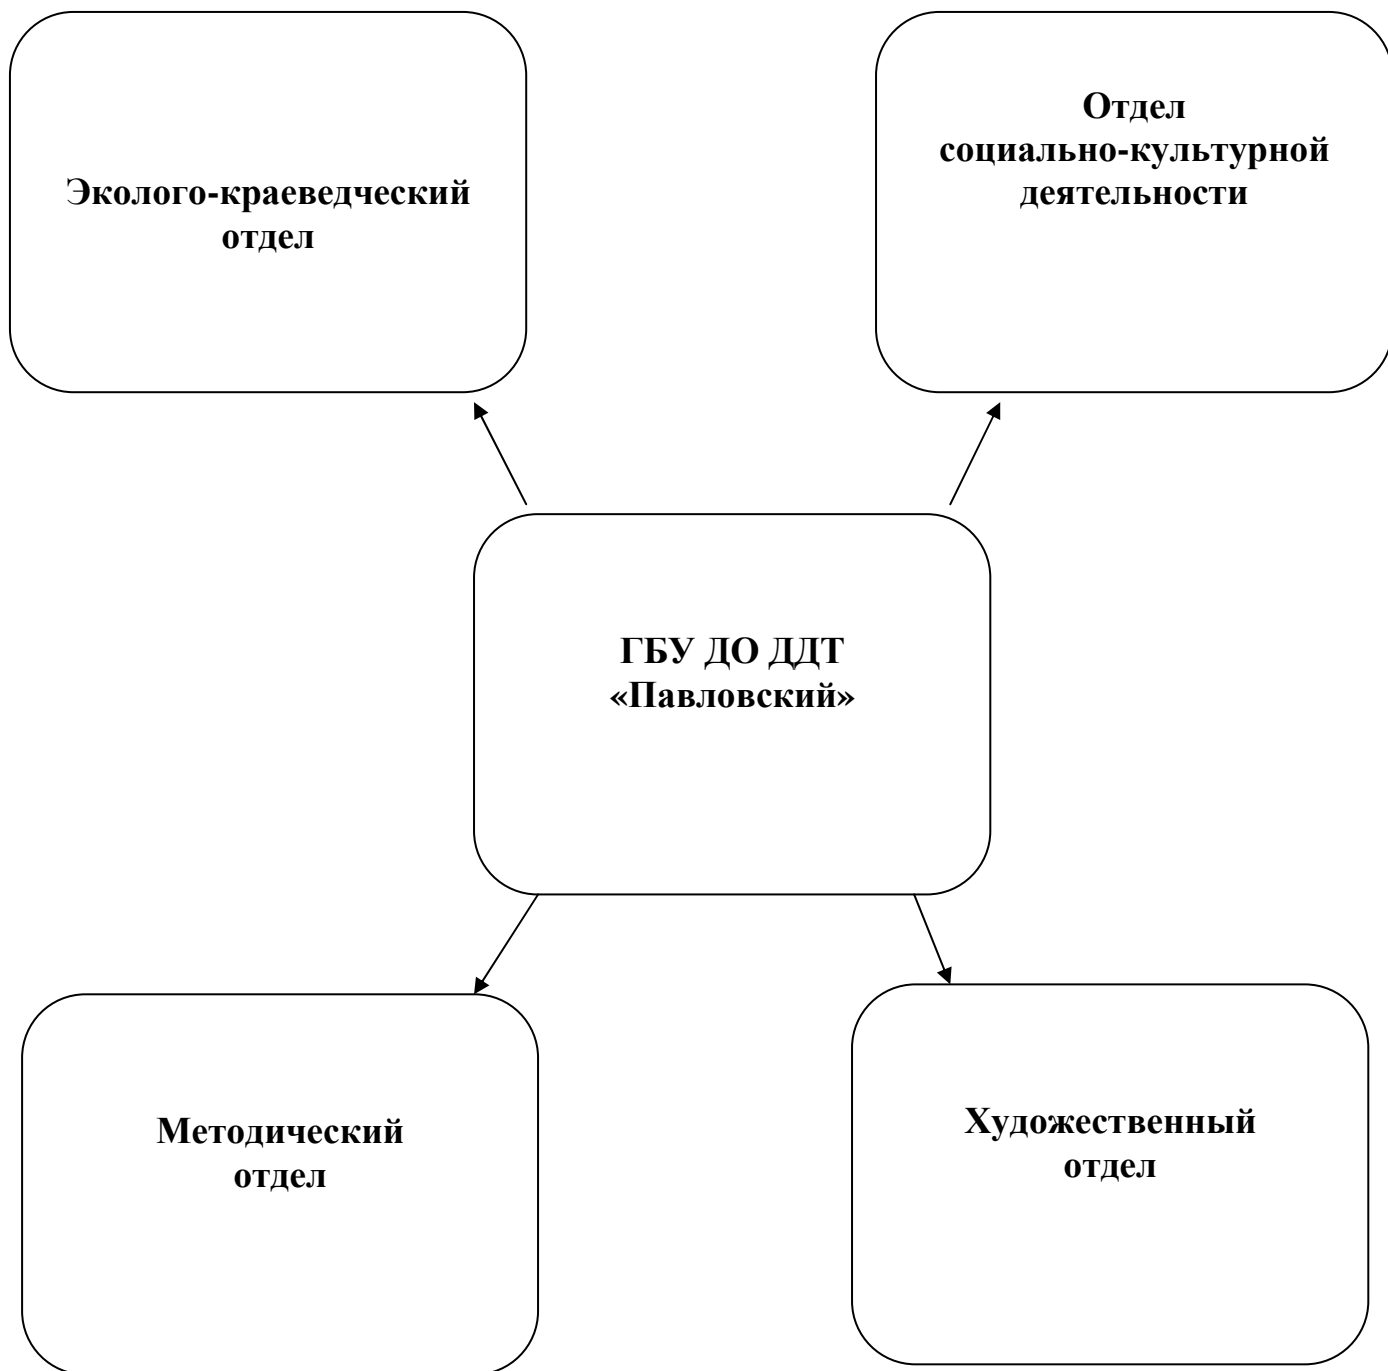 Эколого-краеведческий
отдел
Отдел
социально-культурной
деятельности
ГБУ ДО ДДТ
«Павловский»
Методический
отдел
Художественный
отдел